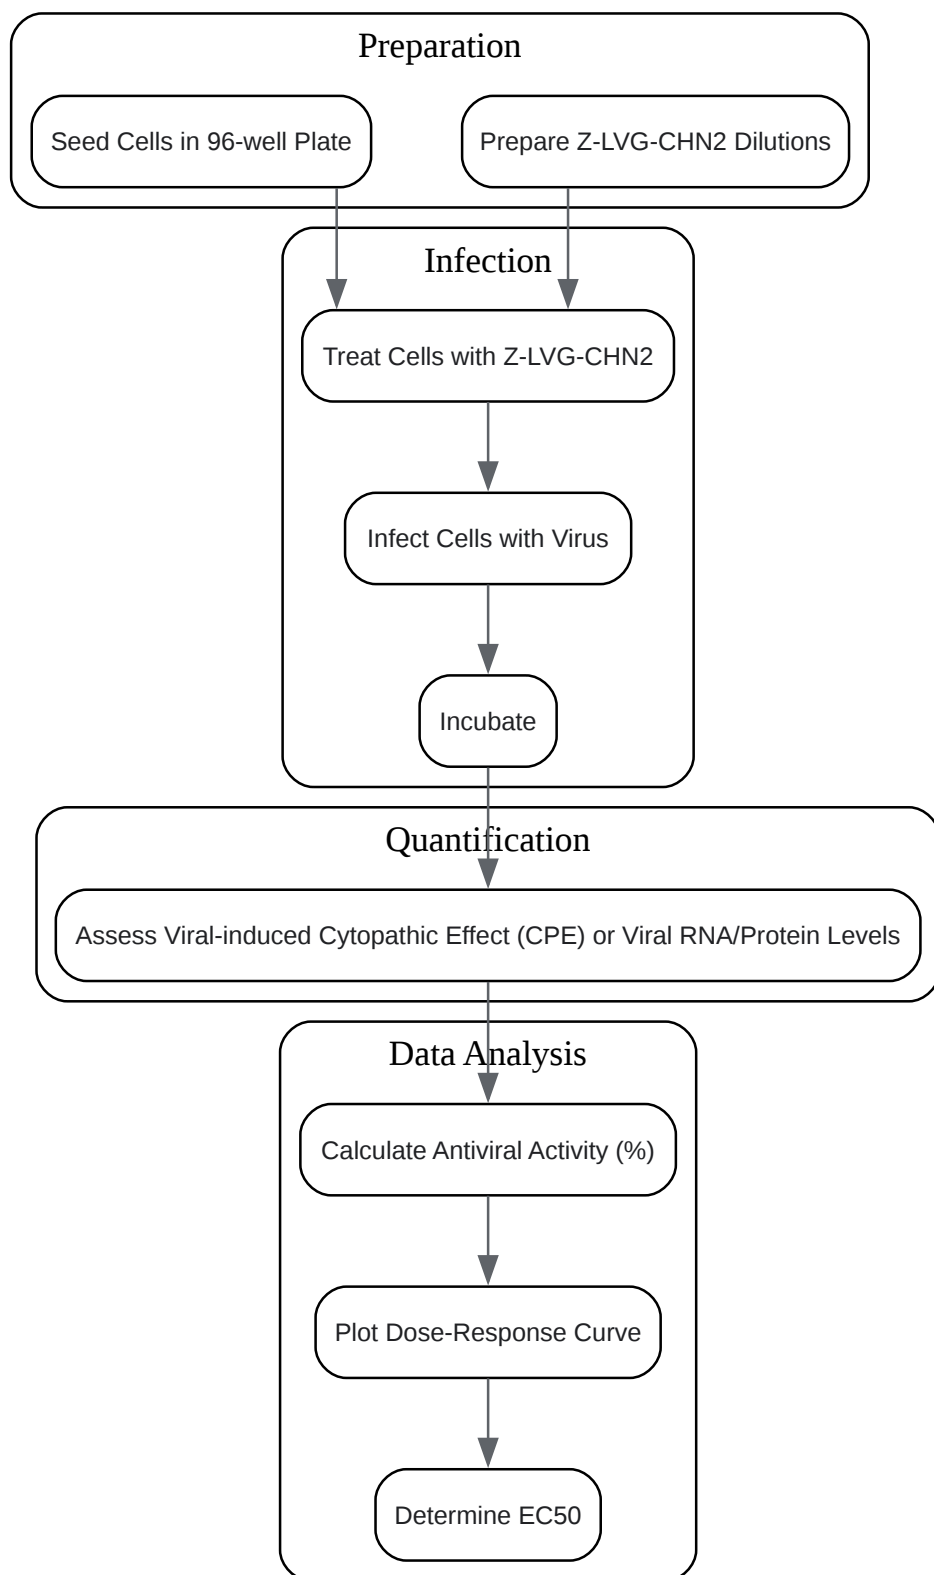 Preparation
Seed Cells in 96-well Plate
Prepare Z-LVG-CHN2 Dilutions
Infection
Treat Cells with Z-LVG-CHN2
Infect Cells with Virus
Incubate
Quantification
Assess Viral-induced Cytopathic Effect (CPE) or Viral RNA/Protein Levels
Data Analysis
Calculate Antiviral Activity (%)
Plot Dose-Response Curve
Determine EC50